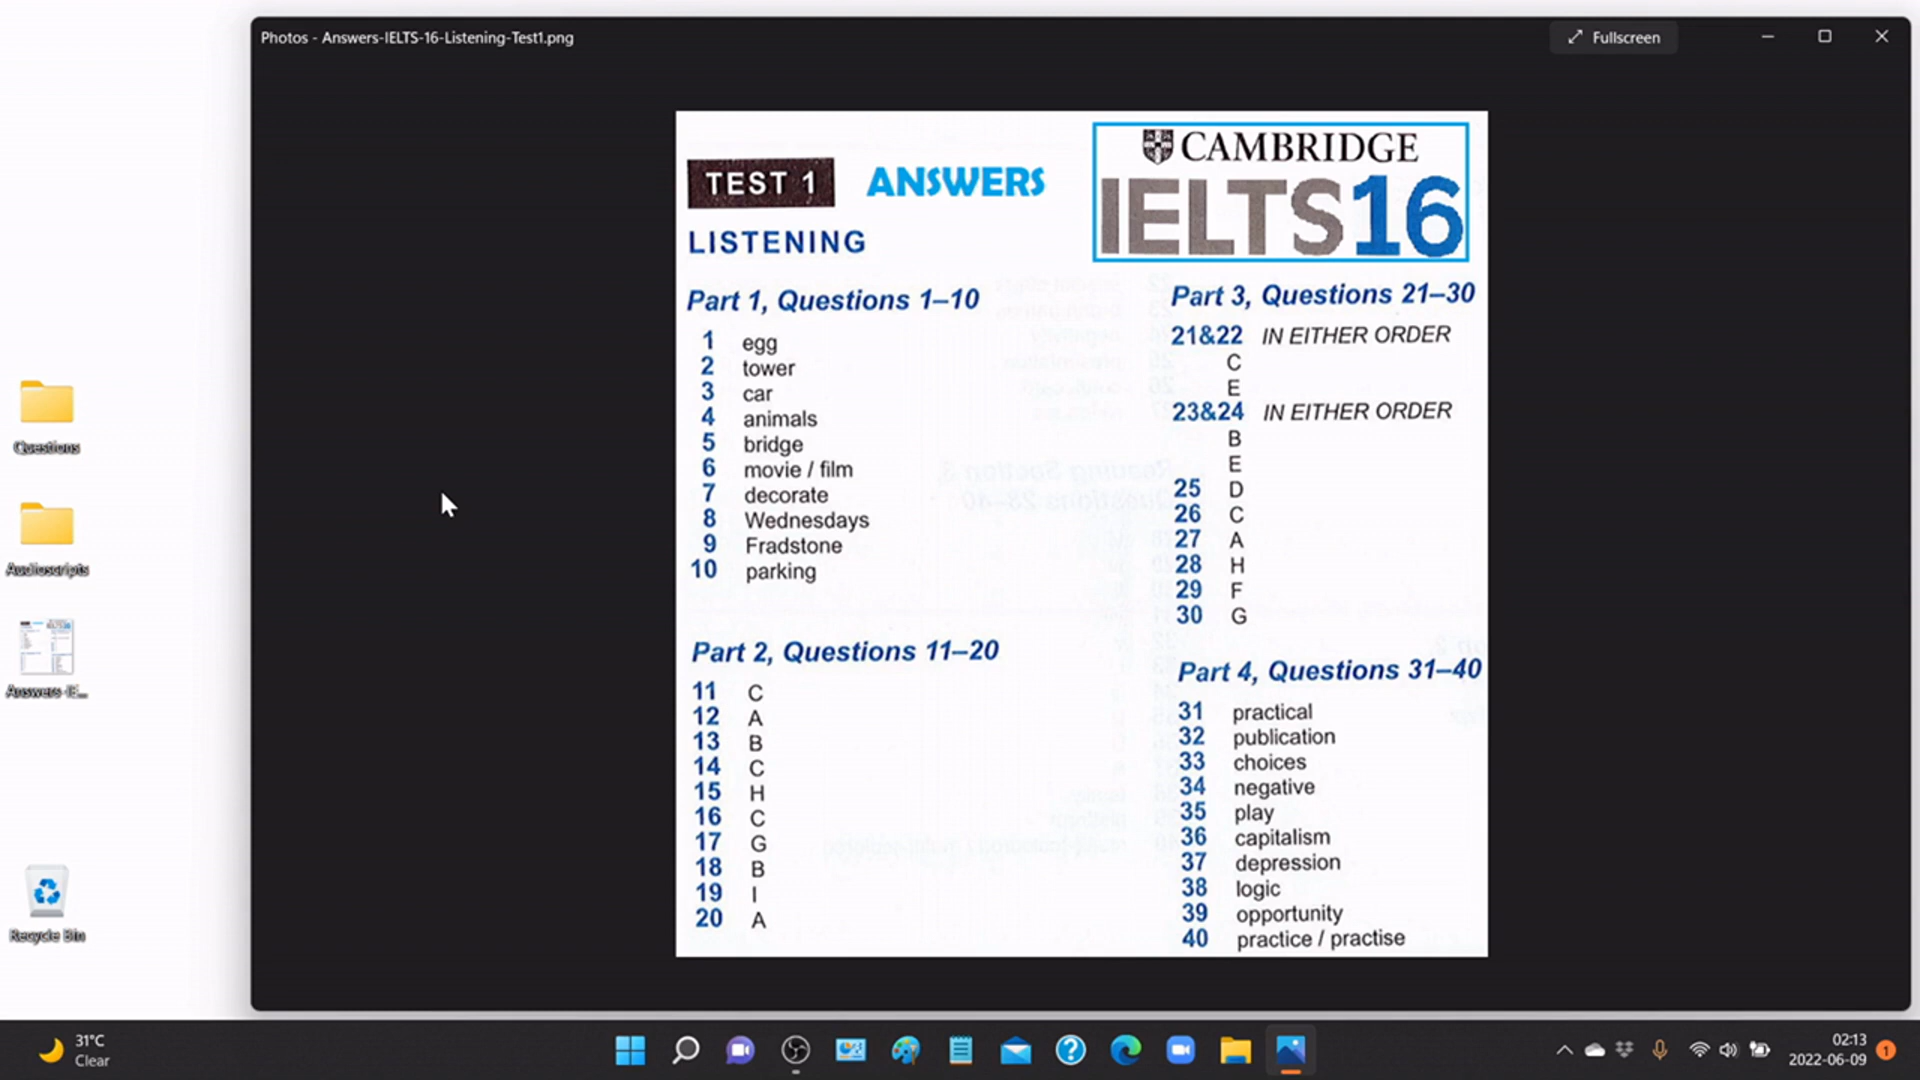 Photos - Answers-IELTS-16-Listening-Test1.png
Fullscreen
TEST 1 ANSWERS
CAMBRIDGE
IELTS16
LISTENING
Part 1, Questions 1–10
1 egg
2 tower
3 car
4 animals
5 bridge
6 movie / film
7 decorate
8 Wednesdays
9 Fradstone
10 parking
Part 2, Questions 11–20
11 C
12 A
13 B
14 C
15 H
16 C
17 G
18 B
19 I
20 A
Part 3, Questions 21–30
21&22 IN EITHER ORDER
C
E
23&24 IN EITHER ORDER
B
E
25 D
26 C
27 A
28 H
29 F
30 G
Part 4, Questions 31–40
31 practical
32 publication
33 choices
34 negative
35 play
36 capitalism
37 depression
38 logic
39 opportunity
40 practice / practise
Questions
Audioscripts
Answers-IE...
Recycle Bin
31°C
Clear
02:13
2022-06-09
1